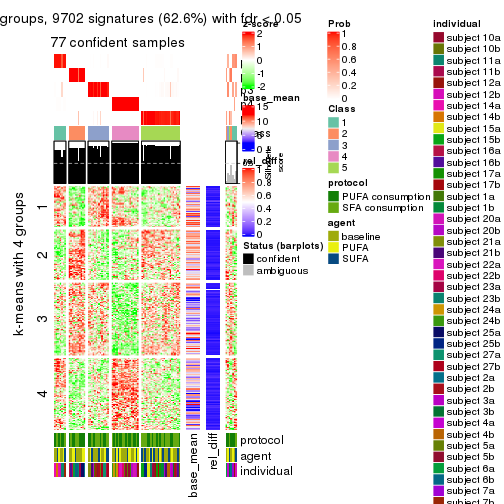 groups, 9702 signatures (62.6%) with fdr < 0.05
77 confident samples
k-means with 4 groups
1
2
3
4
base_mean
rel_diff
protocol
agent
individual
z-score
2
1
0
-1
-2
base_mean
15
10
5
0
rel_diff
1
0.8
0.6
0.4
0.2
0
Silhouette
score
Status (barplots)
confident
ambiguous
Prob
1
0.8
0.6
0.4
0.2
0
Class
1
2
3
4
5
protocol
PUFA consumption
SFA consumption
agent
baseline
PUFA
SUFA
individual
subject 10a
subject 10b
subject 11a
subject 11b
subject 12a
subject 12b
subject 14a
subject 14b
subject 15a
subject 15b
subject 16a
subject 16b
subject 17a
subject 17b
subject 1a
subject 1b
subject 20a
subject 20b
subject 21a
subject 21b
subject 22a
subject 22b
subject 23a
subject 23b
subject 24a
subject 24b
subject 25a
subject 25b
subject 27a
subject 27b
subject 2a
subject 2b
subject 3a
subject 3b
subject 4a
subject 4b
subject 5a
subject 5b
subject 6a
subject 6b
subject 7a
subject 7b